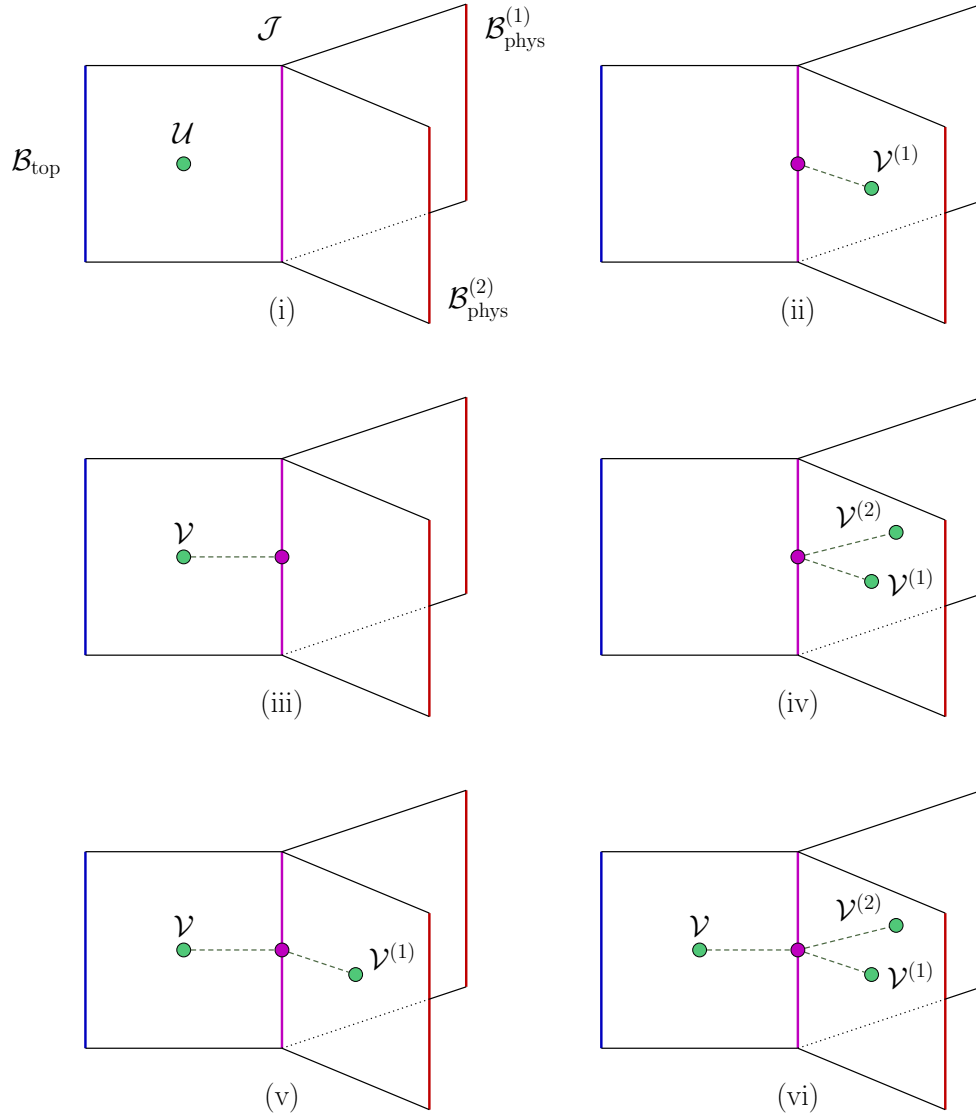 𝒥
ℬ_phys^(1)
𝒰
ℬ_top
ℬ_phys^(2)
(i)
𝒱^(1)
(ii)
𝒱
(iii)
𝒱^(2)
𝒱^(1)
(iv)
𝒱
𝒱^(1)
(v)
𝒱
𝒱^(2)
𝒱^(1)
(vi)